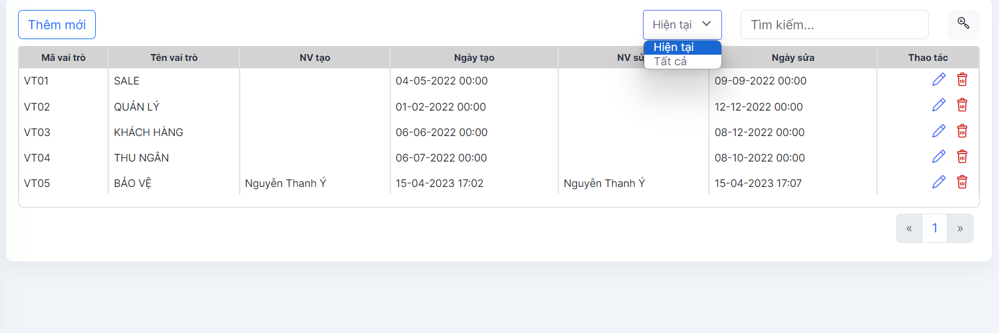 Thêm mới
Hiện tại
Tìm kiếm...
Hiện tại
Tất cả
Mã vai trò Tên vai trò NV tạo Ngày tạo NV Ngày sửa Thao tác
VT01 SALE 04-05-2022 00:00 09-09-2022 00:00
VT02 QUẢN LÝ 01-02-2022 00:00 12-12-2022 00:00
VT03 KHÁCH HÀNG 06-06-2022 00:00 08-12-2022 00:00
VT04 THU NGÂN 06-07-2022 00:00 08-10-2022 00:00
VT05 BẢO VỆ Nguyễn Thanh Ý 15-04-2023 17:02 Nguyễn Thanh Ý 15-04-2023 17:07
« 1 »